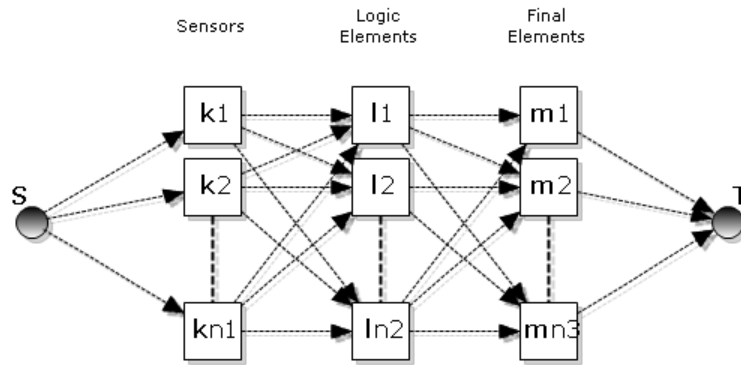 Sensors
Logic
Elements
Final
Elements
S
k1
l1
m1
k2
l2
m2
T
kn1
ln2
mn3